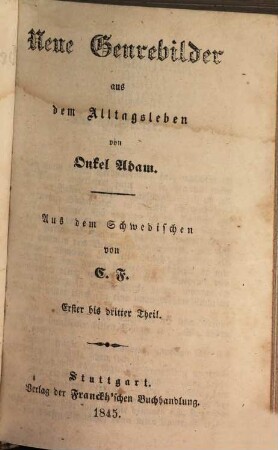 Neue Genrebilder
aus
dem Alltagsleben
von
Onkel Adam.
Aus dem Schwedischen
von
C. F.
Erster bis dritter Theil.
Stuttgart.
Verlag der Franckh'schen Buchhandlung.
1845.